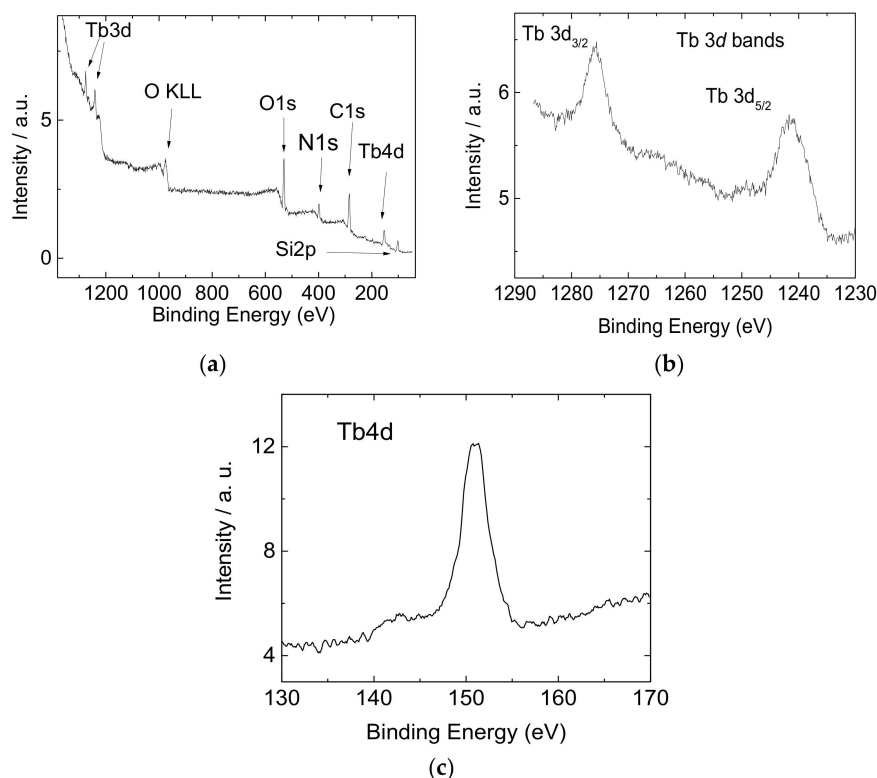 Tb3d
O KLL
O1s
N1s
C1s
Tb4d
Si2p
5
0
Intensity / a.u.
1200 1000 800 600 400 200
Binding Energy (eV)
(a)
Tb 3d3/2
Tb 3d bands
Tb 3d5/2
6
5
Intensity / a.u.
1290 1280 1270 1260 1250 1240 1230
Binding Energy (eV)
(b)
Tb4d
12
8
4
Intensity / a. u.
130 140 150 160 170
Binding Energy (eV)
(c)